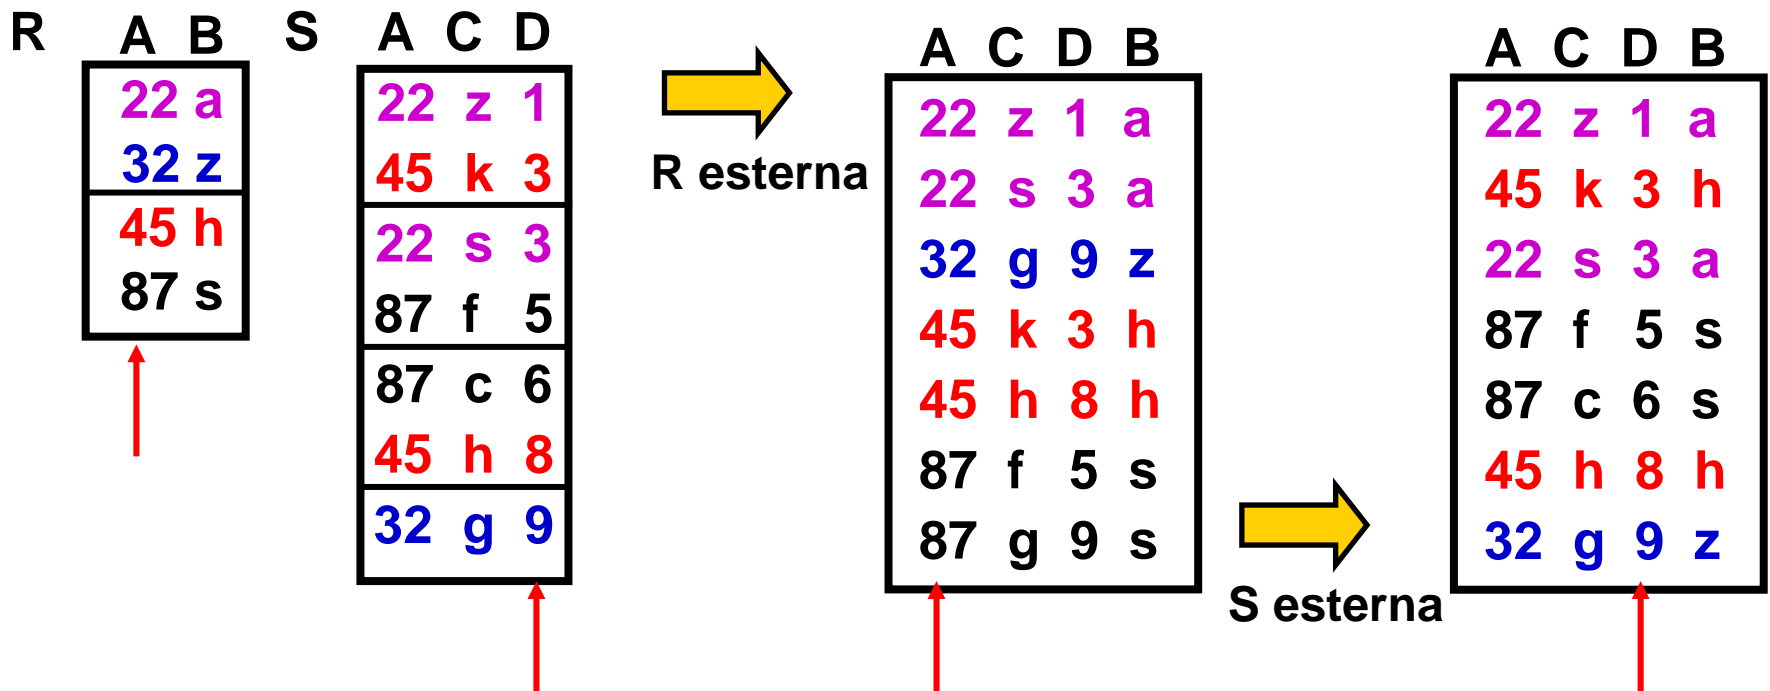 R A B
22 a
32 z
45 h
87 s
S A C D
22 z 1
45 k 3
22 s 3
87 f 5
87 c 6
45 h 8
32 g 9
R esterna
A C D B
22 z 1 a
22 s 3 a
32 g 9 z
45 k 3 h
45 h 8 h
87 f 5 s
87 g 9 s
S esterna
A C D B
22 z 1 a
45 k 3 h
22 s 3 a
87 f 5 s
87 c 6 s
45 h 8 h
32 g 9 z